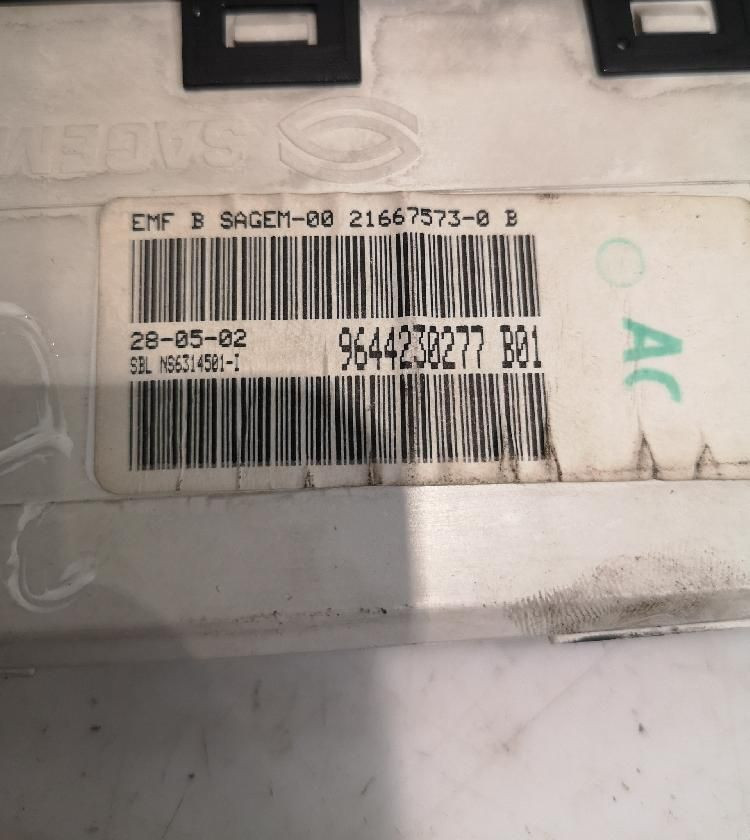 SAGEM
EMF B SAGEM-00 21667573-0 B
28-05-02
SBL NS6314501-I
9644230277 B01
AC